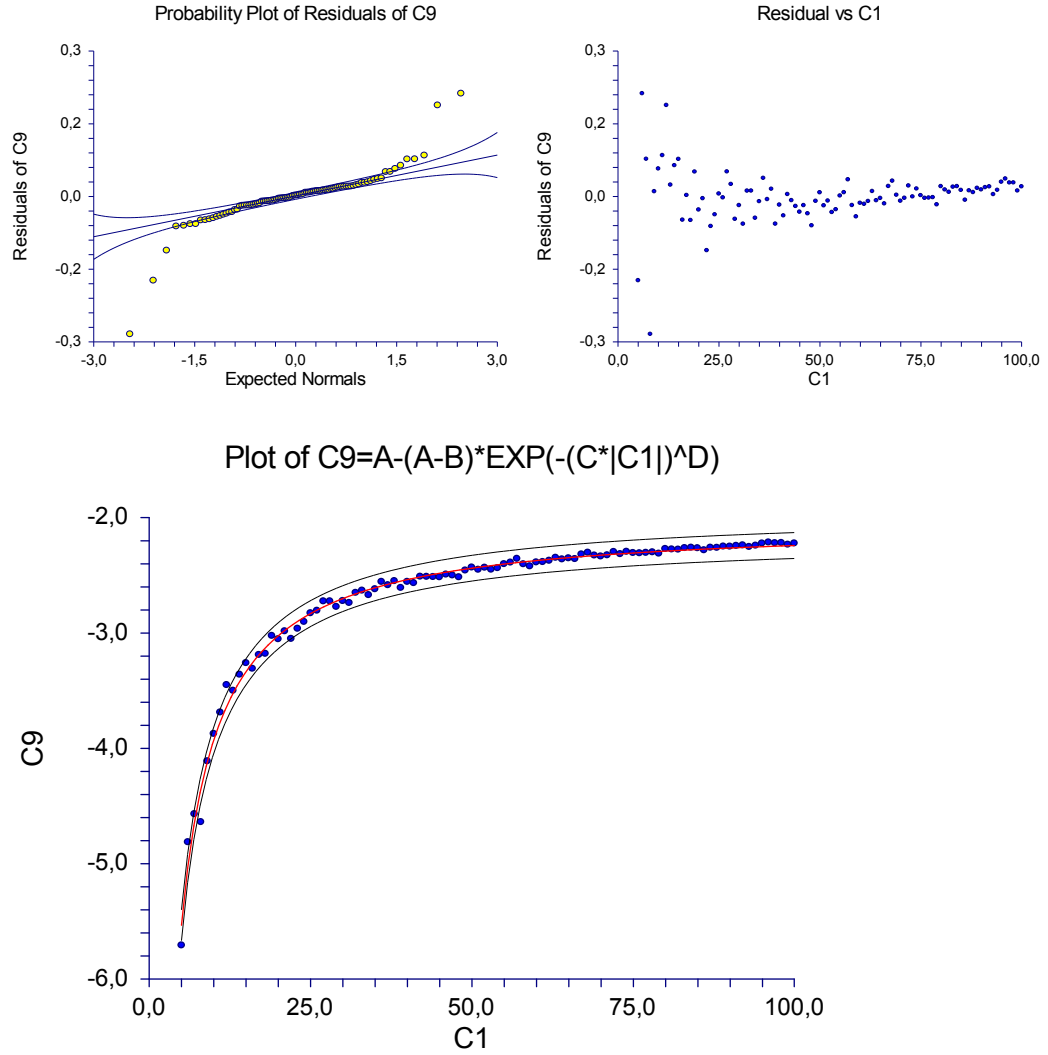 Probability Plot of Residuals of C9
0,3
0,2
0,0
-0,2
-0,3
Residuals of C9
-3,0 -1,5 0,0 1,5 3,0
Expected Normals
Residual vs C1
0,3
0,2
0,0
-0,2
-0,3
Residuals of C9
0,0 25,0 50,0 75,0 100,0
C1
Plot of C9=A-(A-B)*EXP(-(C*|C1|)^D)
-2,0
-3,0
-4,0
-5,0
-6,0
C9
0,0 25,0 50,0 75,0 100,0
C1